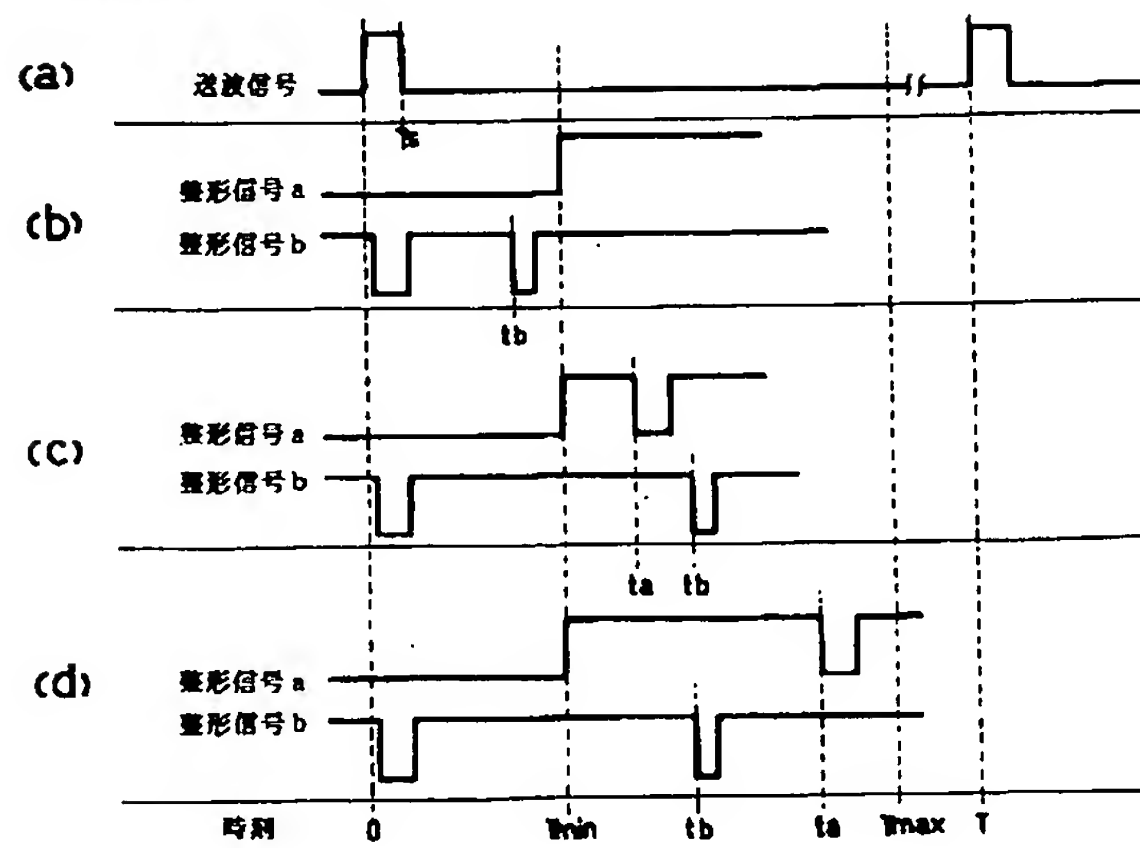 (a) 送波信号
(b) 整形信号 a
整形信号 b
tb
(c) 整形信号 a
整形信号 b
ta tb
(d) 整形信号 a
整形信号 b
時刻 0 Tmin tb ta Tmax T